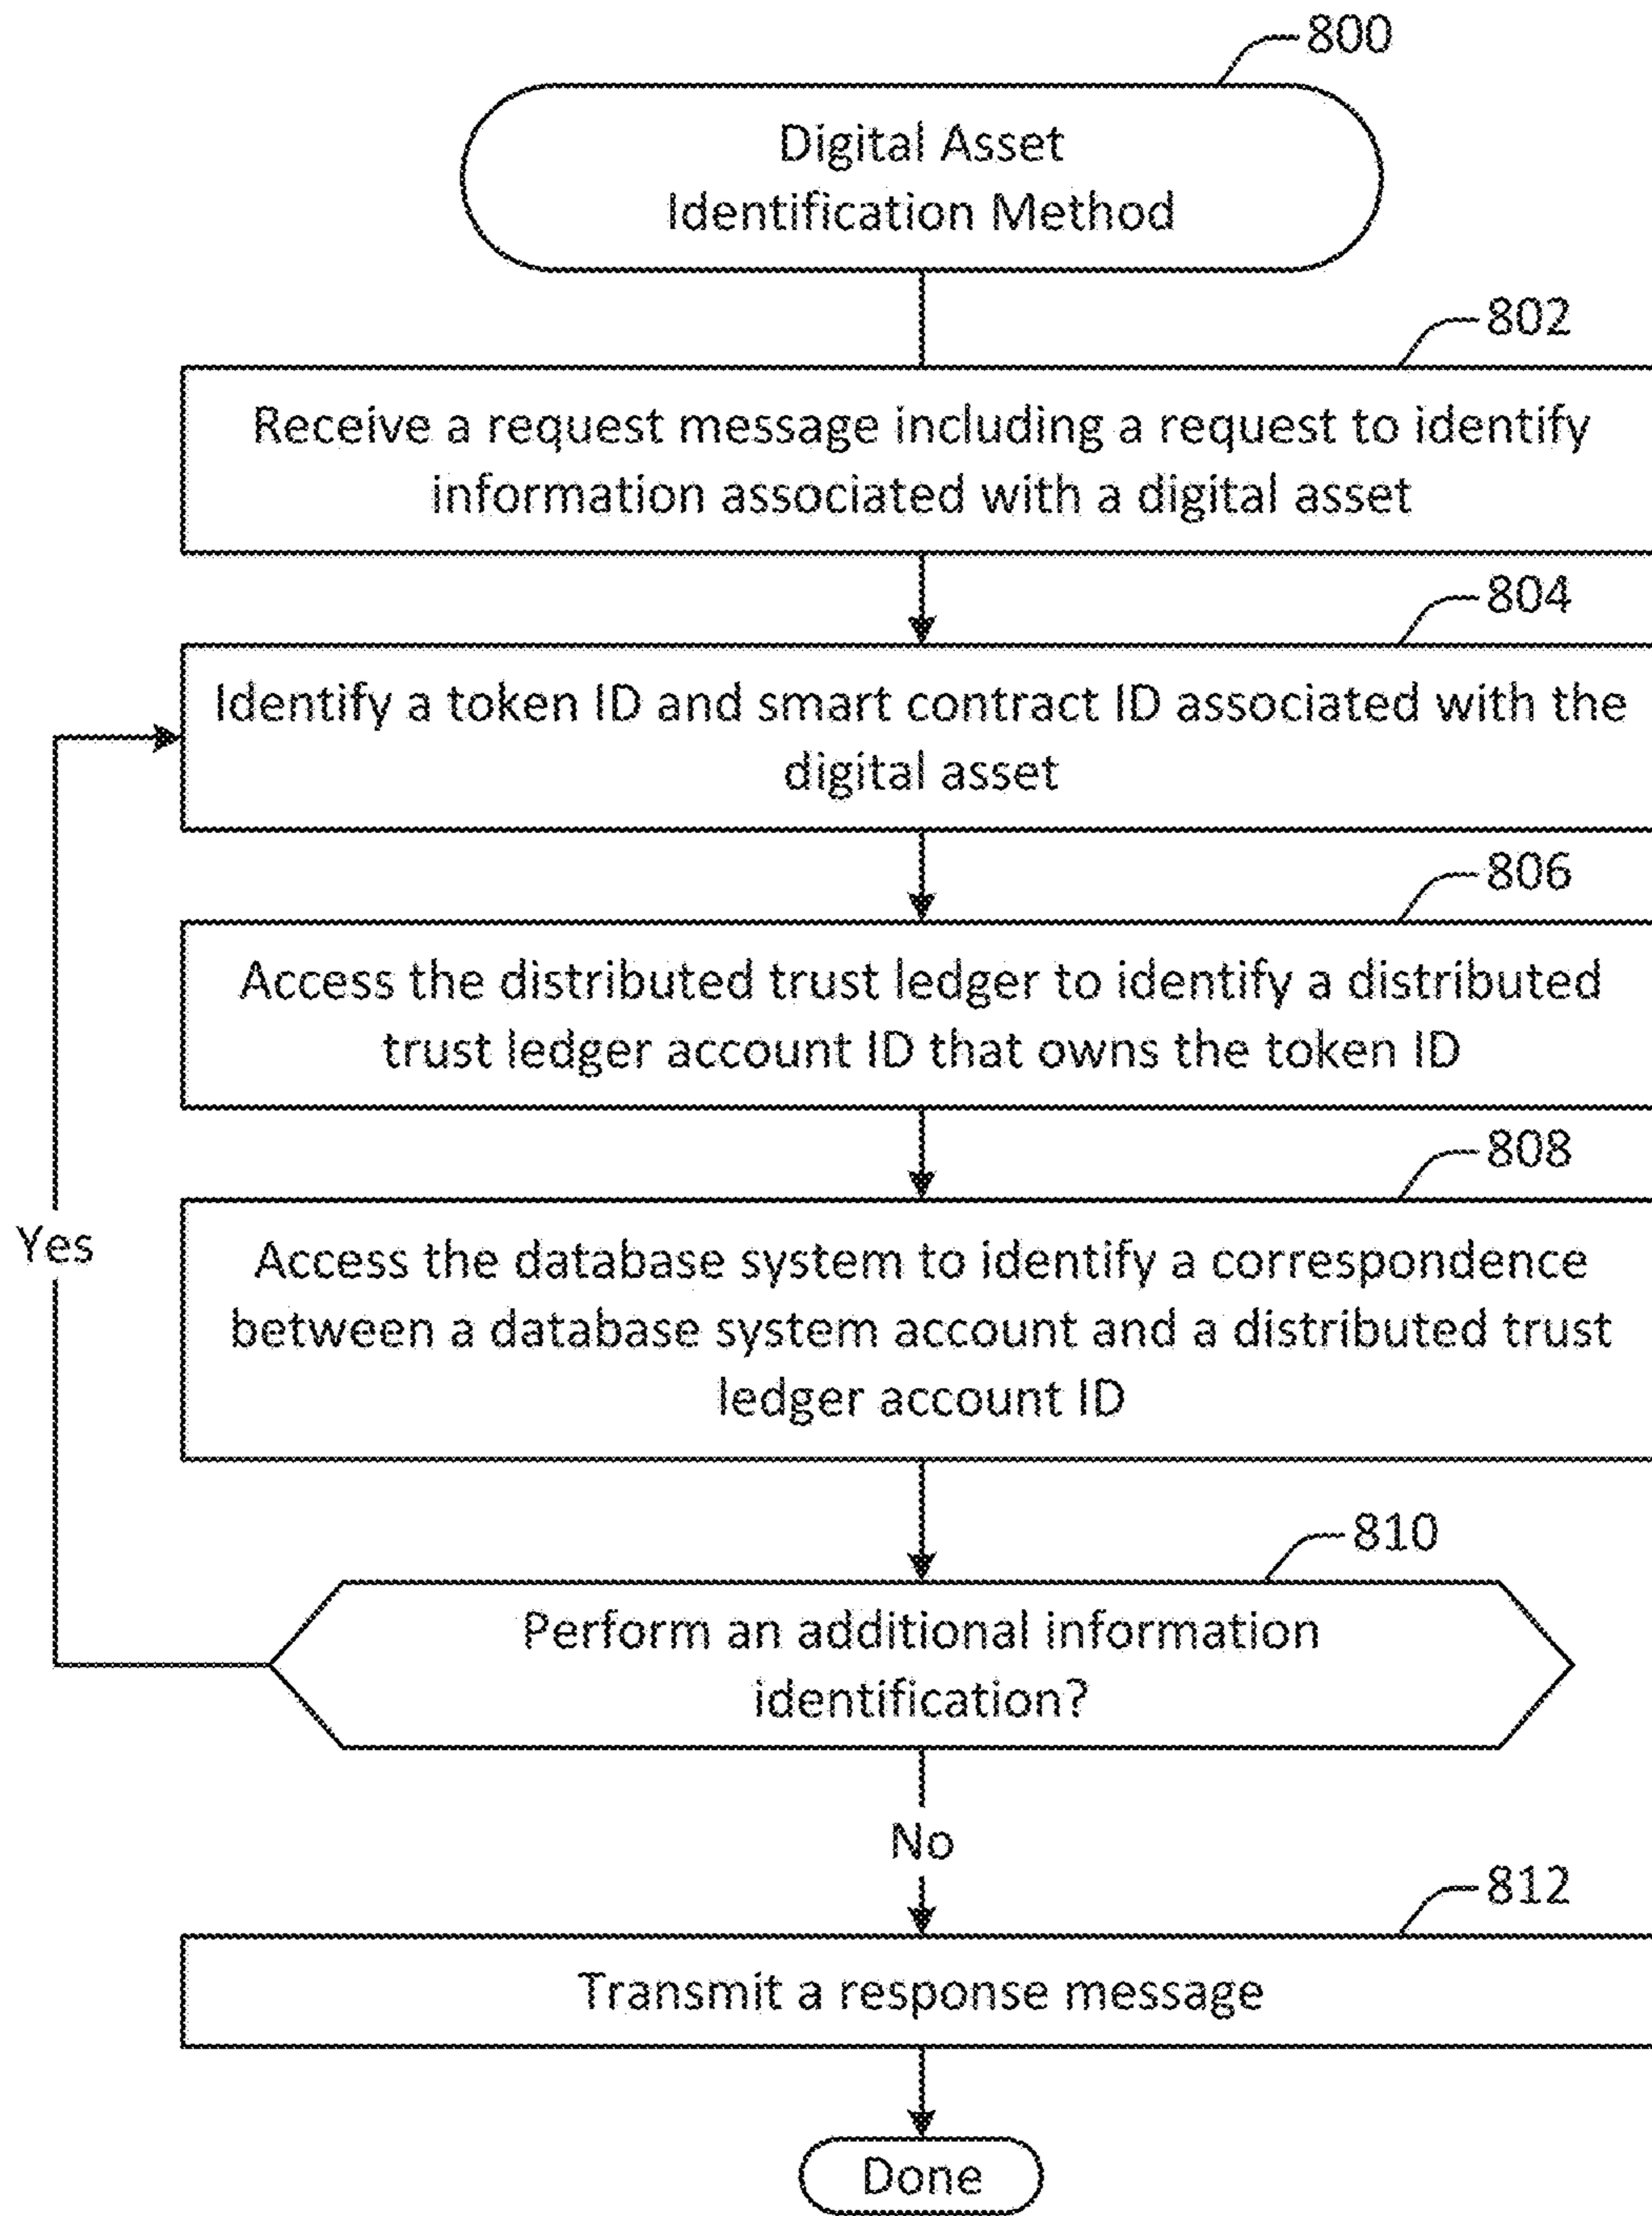 800
Digital Asset
Identification Method
802
Receive a request message including a request to identify
information associated with a digital asset
804
Identify a token ID and smart contract ID associated with the
digital asset
806
Access the distributed trust ledger to identify a distributed
trust ledger account ID that owns the token ID
808
Access the database system to identify a correspondence
between a database system account and a distributed trust
ledger account ID
Yes
810
Perform an additional information
identification?
No
812
Transmit a response message
Done